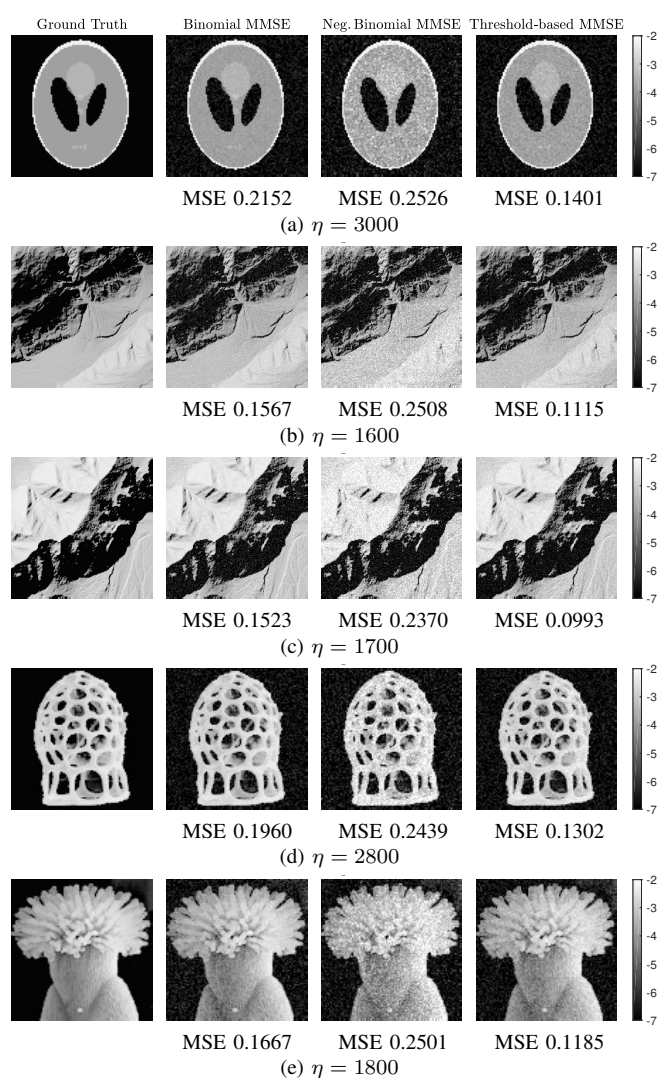 Ground Truth Binomial MMSE Neg. Binomial MMSE Threshold-based MMSE
-2
-3
-4
-5
-6
-7
MSE 0.2152 MSE 0.2526 MSE 0.1401
(a) η = 3000
-2
-3
-4
-5
-6
-7
MSE 0.1567 MSE 0.2508 MSE 0.1115
(b) η = 1600
-2
-3
-4
-5
-6
-7
MSE 0.1523 MSE 0.2370 MSE 0.0993
(c) η = 1700
-2
-3
-4
-5
-6
-7
MSE 0.1960 MSE 0.2439 MSE 0.1302
(d) η = 2800
-2
-3
-4
-5
-6
-7
MSE 0.1667 MSE 0.2501 MSE 0.1185
(e) η = 1800